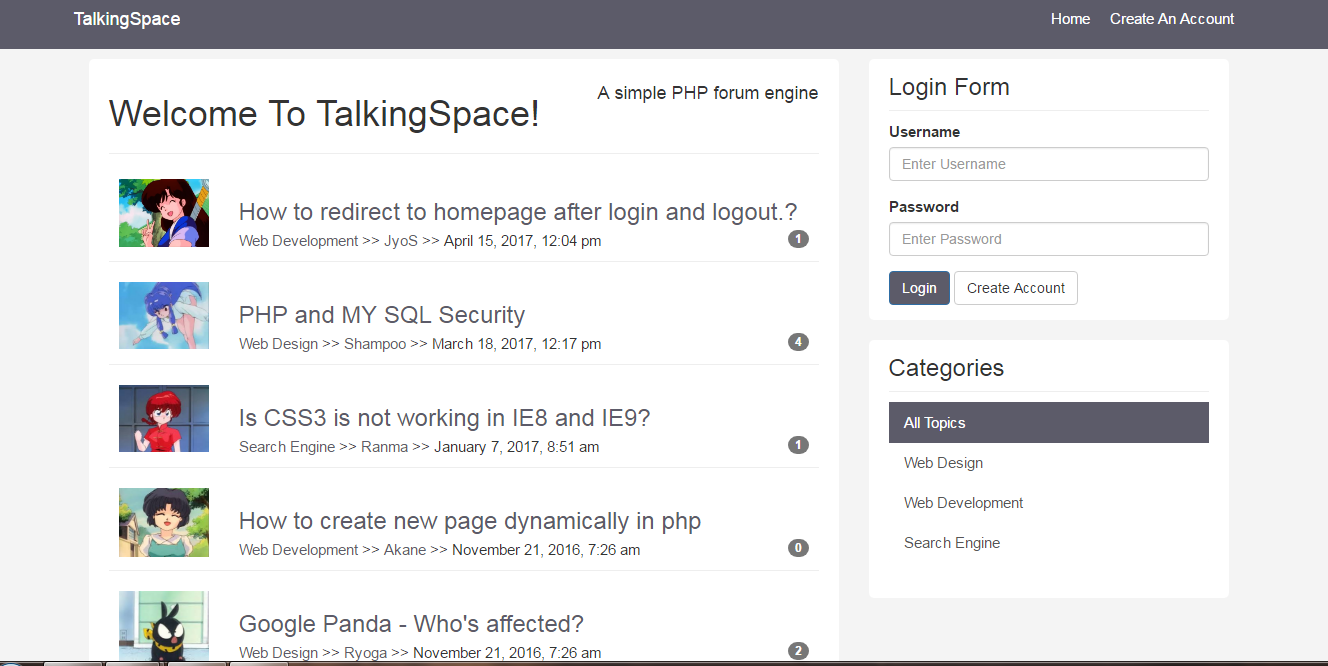 TalkingSpace
Home
Create An Account
Welcome To TalkingSpace!
A simple PHP forum engine
How to redirect to homepage after login and logout.?
Web Development >> JyoS >> April 15, 2017, 12:04 pm
1
PHP and MY SQL Security
Web Design >> Shampoo >> March 18, 2017, 12:17 pm
4
Is CSS3 is not working in IE8 and IE9?
Search Engine >> Ranma >> January 7, 2017, 8:51 am
1
How to create new page dynamically in php
Web Development >> Akane >> November 21, 2016, 7:26 am
0
Google Panda - Who's affected?
Web Design >> Ryoga >> November 21, 2016, 7:26 am
2
Login Form
Username
Enter Username
Password
Enter Password
Login
Create Account
Categories
All Topics
Web Design
Web Development
Search Engine